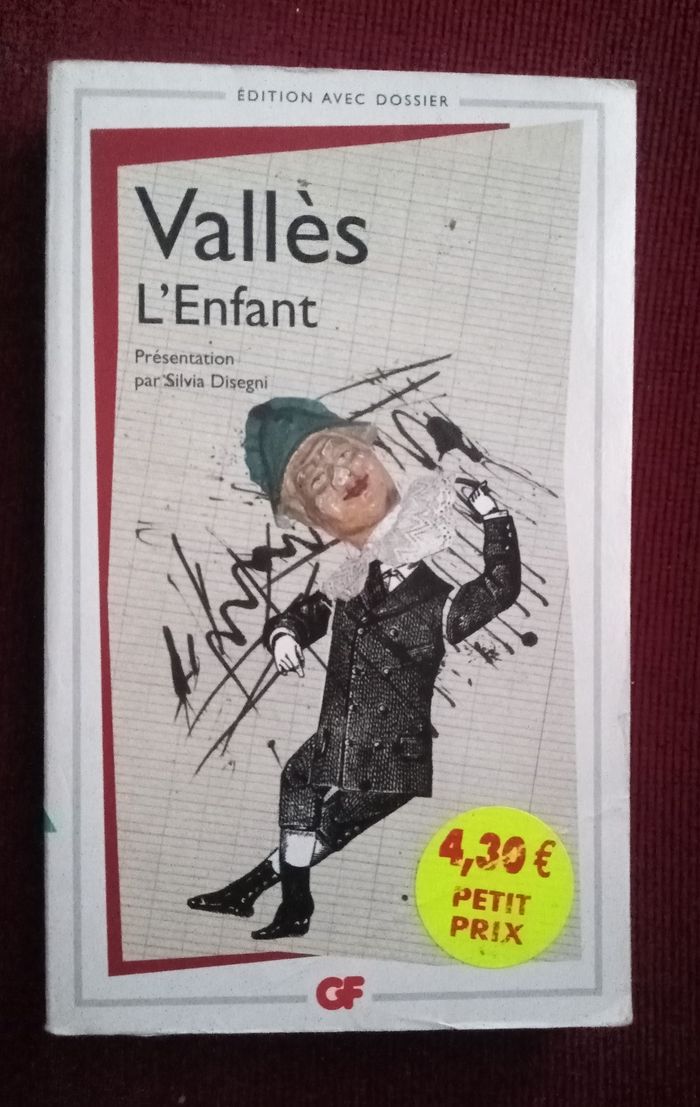 ÉDITION AVEC DOSSIER
Vallès
L'Enfant
Présentation
par Silvia Disegni
4,30 €
PETIT
PRIX
GF